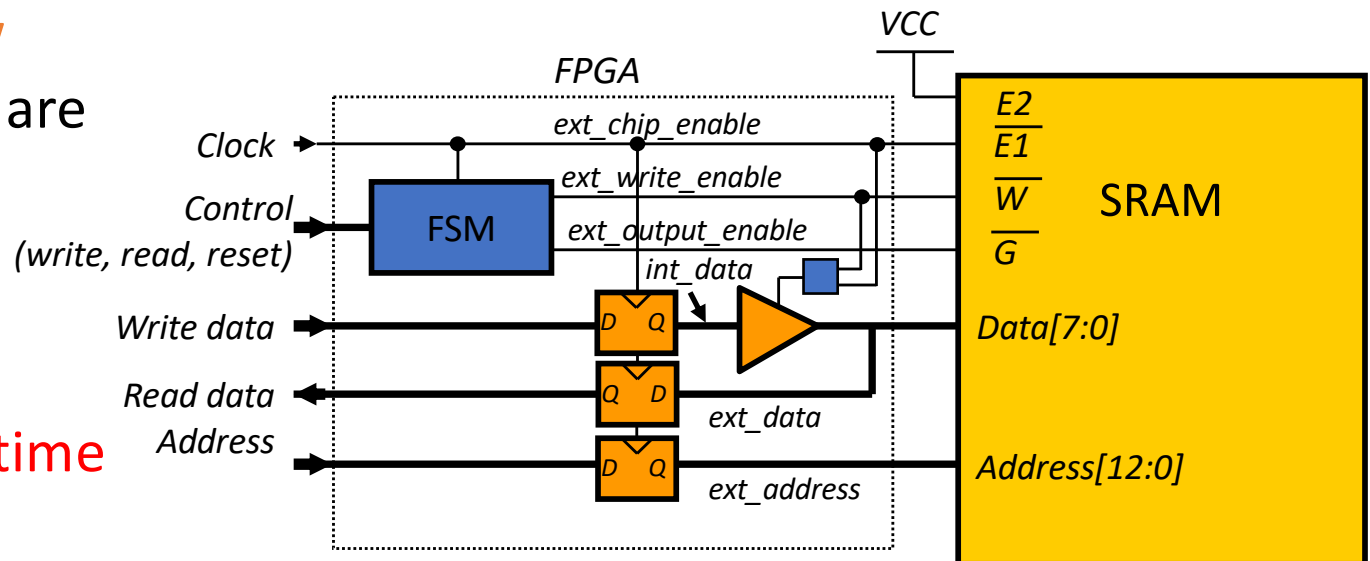 y
are
time
VCC
FPGA
Clock
ext_chip_enable
E2
E1
Control
(write, read, reset)
FSM
ext_write_enable
W
SRAM
ext_output_enable
G
int_data
Write data
D Q
Data[7:0]
Read data
Q D
ext_data
Address
D Q
ext_address
Address[12:0]